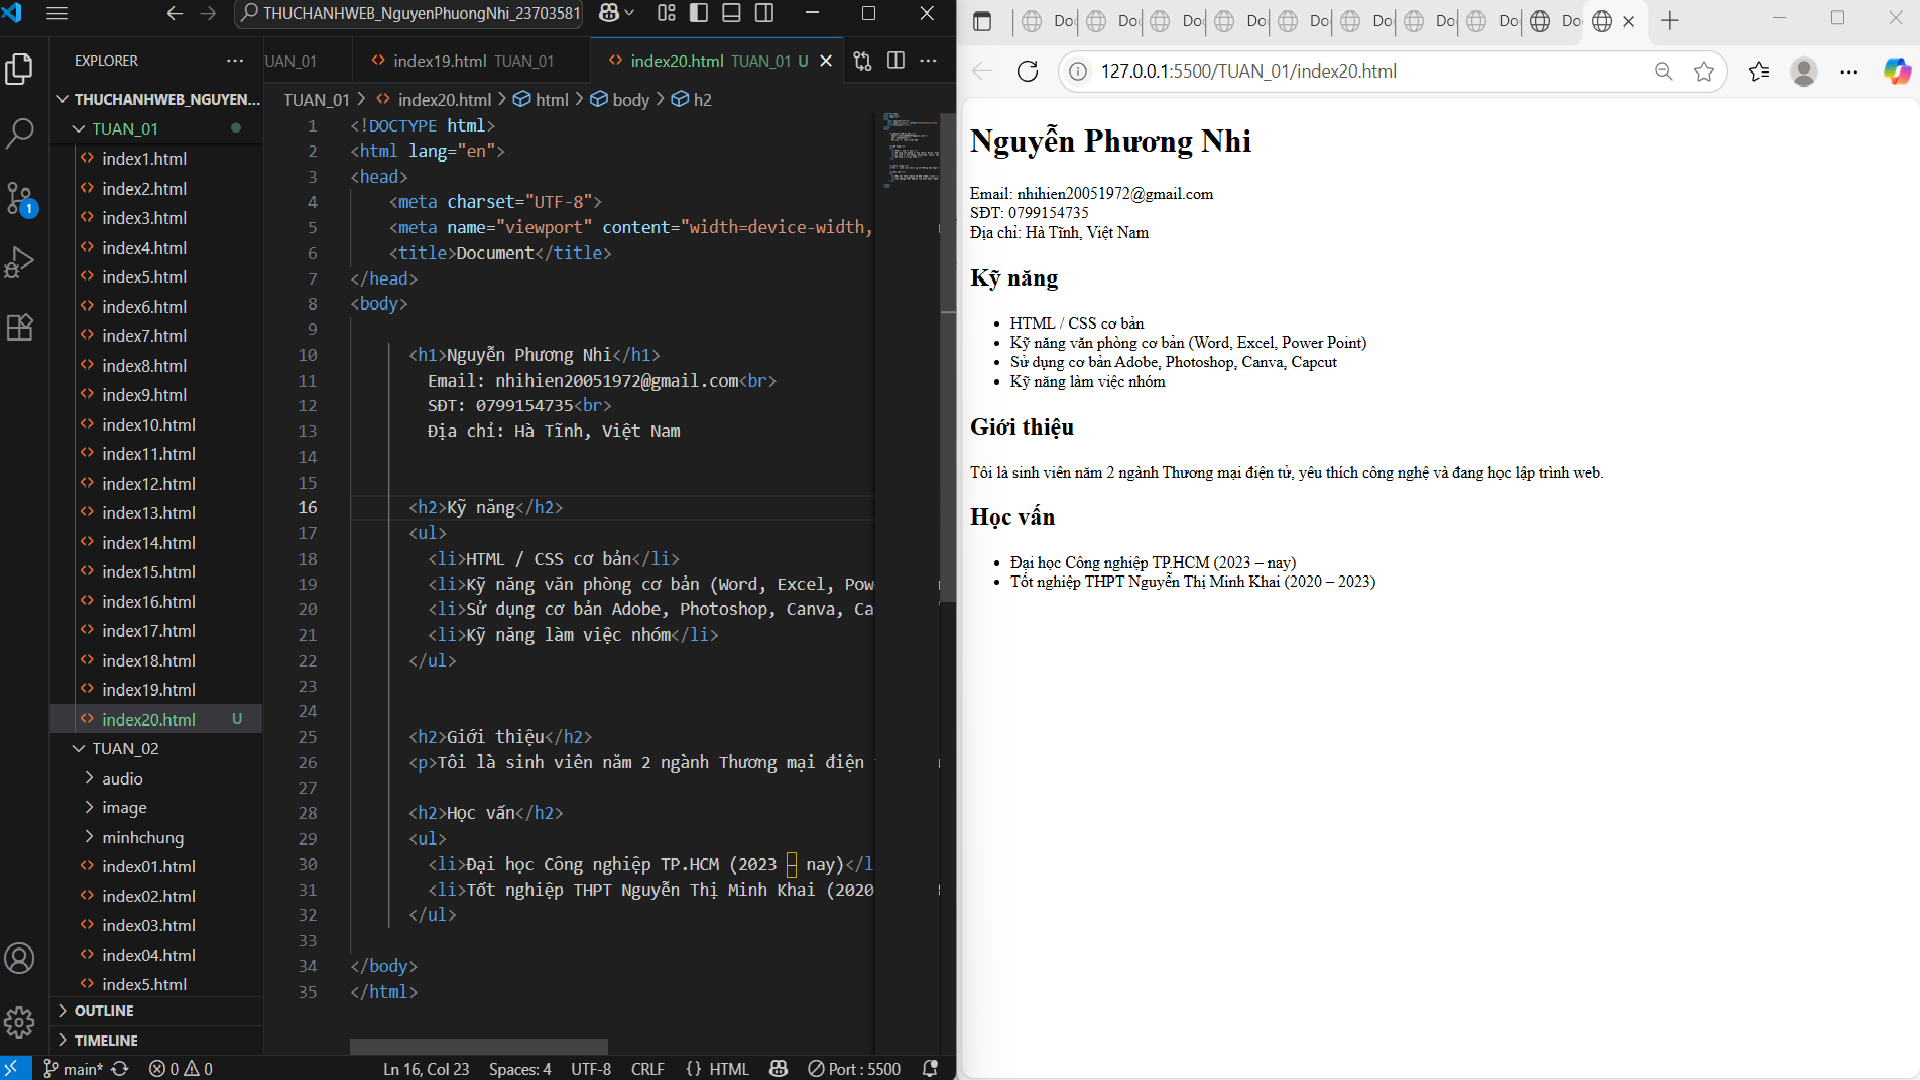 THUCHANHWEB_NguyenPhuongNhi_23703581
EXPLORER
UAN_01
index19.html TUAN_01
index20.html TUAN_01 U
THUCHANHWEB_NGUYEN...
TUAN_01
index1.html
index2.html
index3.html
index4.html
index5.html
index6.html
index7.html
index8.html
index9.html
index10.html
index11.html
index12.html
index13.html
index14.html
index15.html
index16.html
index17.html
index18.html
index19.html
index20.html U
TUAN_02
audio
image
minhchung
index01.html
index02.html
index03.html
index04.html
index5.html
OUTLINE
TIMELINE
1
TUAN_01 > index20.html > html > body > h2
1 <!DOCTYPE html>
2 <html lang="en">
3 <head>
4 <meta charset="UTF-8">
5 <meta name="viewport" content="width=device-width,
6 <title>Document</title>
7 </head>
8 <body>
9
10 <h1>Nguyễn Phương Nhi</h1>
11 Email: nhihien20051972@gmail.com<br>
12 SĐT: 0799154735<br>
13 Địa chỉ: Hà Tĩnh, Việt Nam
14
15
16 <h2>Kỹ năng</h2>
17 <ul>
18 <li>HTML / CSS cơ bản</li>
19 <li>Kỹ năng văn phòng cơ bản (Word, Excel, Pow
20 <li>Sử dụng cơ bản Adobe, Photoshop, Canva, Ca
21 <li>Kỹ năng làm việc nhóm</li>
22 </ul>
23
24
25 <h2>Giới thiệu</h2>
26 <p>Tôi là sinh viên năm 2 ngành Thương mại điện
27
28 <h2>Học vấn</h2>
29 <ul>
30 <li>Đại học Công nghiệp TP.HCM (2023 – nay)</l
31 <li>Tốt nghiệp THPT Nguyễn Thị Minh Khai (2020
32 </ul>
33
34 </body>
35 </html>
main* 0 0 Ln 16, Col 23 Spaces: 4 UTF-8 CRLF {} HTML Port : 5500
Doc Do Do Do Do Do Do Do Do
127.0.0.1:5500/TUAN_01/index20.html
Nguyễn Phương Nhi
Email: nhihien20051972@gmail.com
SĐT: 0799154735
Địa chỉ: Hà Tĩnh, Việt Nam
Kỹ năng
HTML / CSS cơ bản
Kỹ năng văn phòng cơ bản (Word, Excel, Power Point)
Sử dụng cơ bản Adobe, Photoshop, Canva, Capcut
Kỹ năng làm việc nhóm
Giới thiệu
Tôi là sinh viên năm 2 ngành Thương mại điện tử, yêu thích công nghệ và đang học lập trình web.
Học vấn
Đại học Công nghiệp TP.HCM (2023 – nay)
Tốt nghiệp THPT Nguyễn Thị Minh Khai (2020 – 2023)